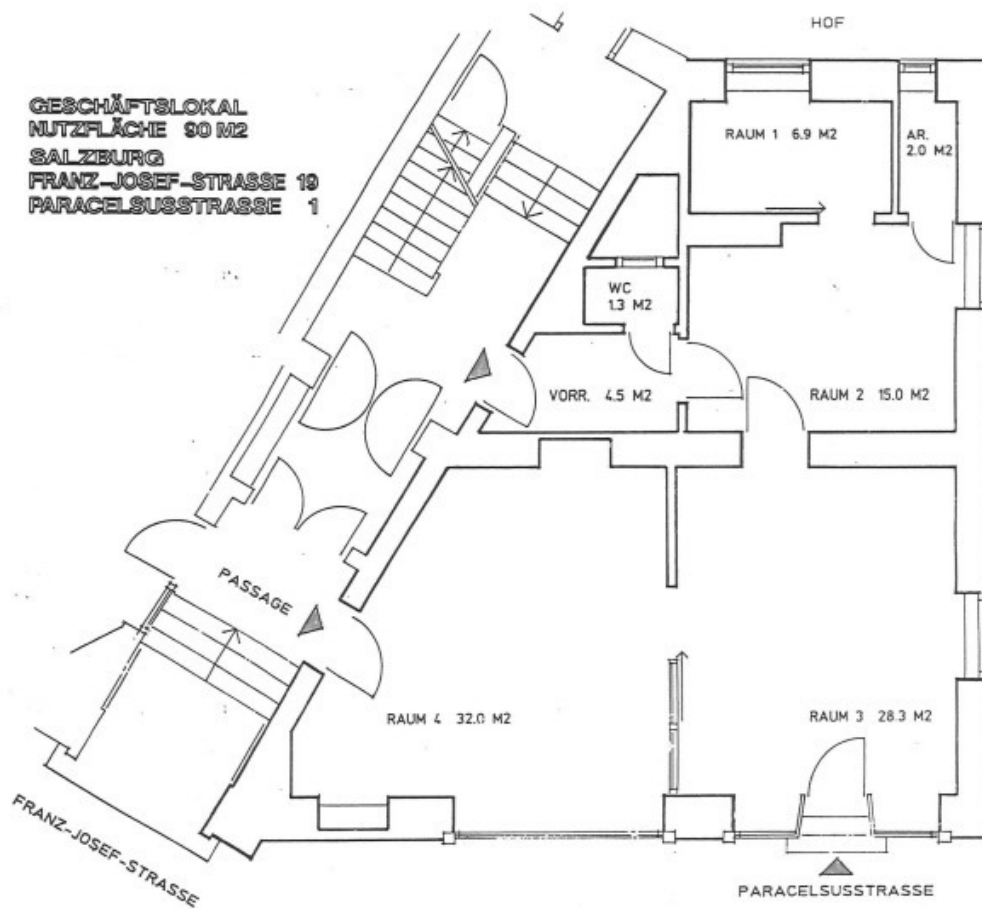 HOF
GESCHÄFTSLOKAL
NUTZFLÄCHE 90 M2
SALZBURG
FRANZ-JOSEF-STRASSE 19
PARACELSUSSTRASSE 1
RAUM 1 6.9 M2
AR.
2.0 M2
WC
1.3 M2
VORR. 4.5 M2
RAUM 2 15.0 M2
PASSAGE
RAUM 4 32.0 M2
RAUM 3 28.3 M2
FRANZ-JOSEF-STRASSE
PARACELSUSSTRASSE